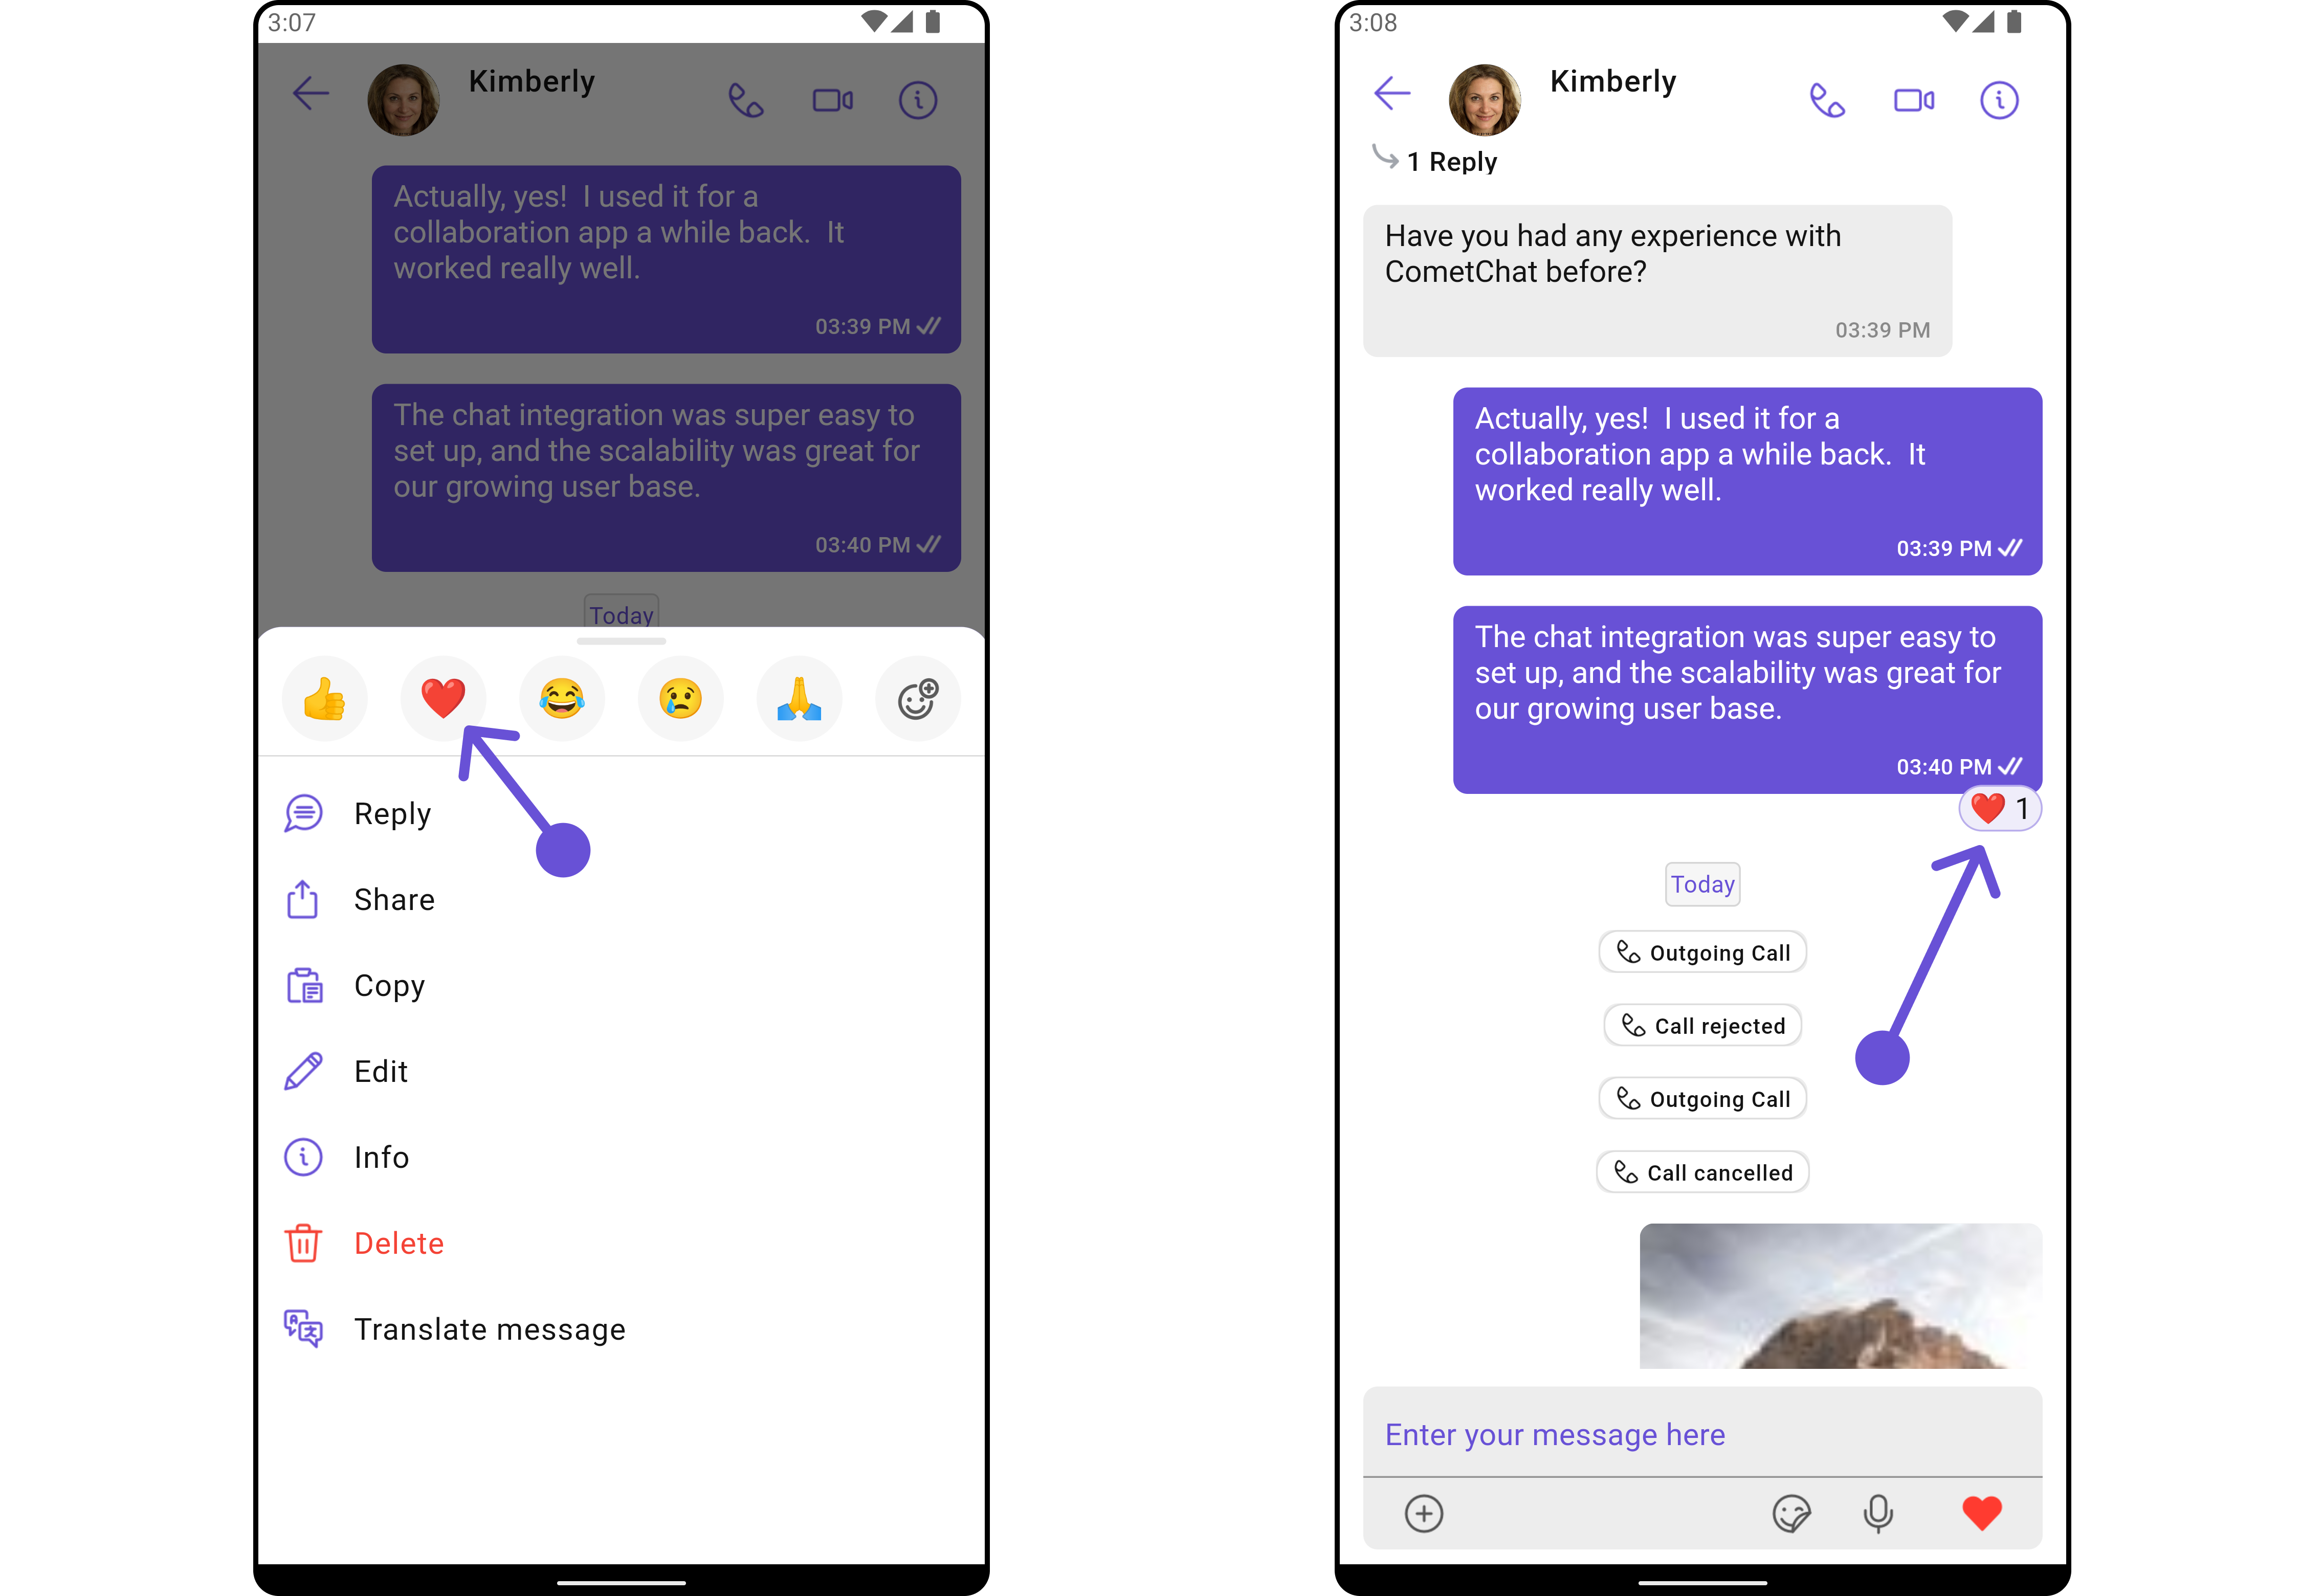 3:07
Kimberly
Actually, yes!  I used it for a
collaboration app a while back.  It
worked really well.
03:39 PM
The chat integration was super easy to
set up, and the scalability was great for
our growing user base.
03:40 PM
Today
Reply
Share
Copy
Edit
Info
Delete
Translate message
3:08
Kimberly
1 Reply
Have you had any experience with
CometChat before?
03:39 PM
Actually, yes!  I used it for a
collaboration app a while back.  It
worked really well.
03:39 PM
The chat integration was super easy to
set up, and the scalability was great for
our growing user base.
03:40 PM
❤️ 1
Today
Outgoing Call
Call rejected
Outgoing Call
Call cancelled
Enter your message here